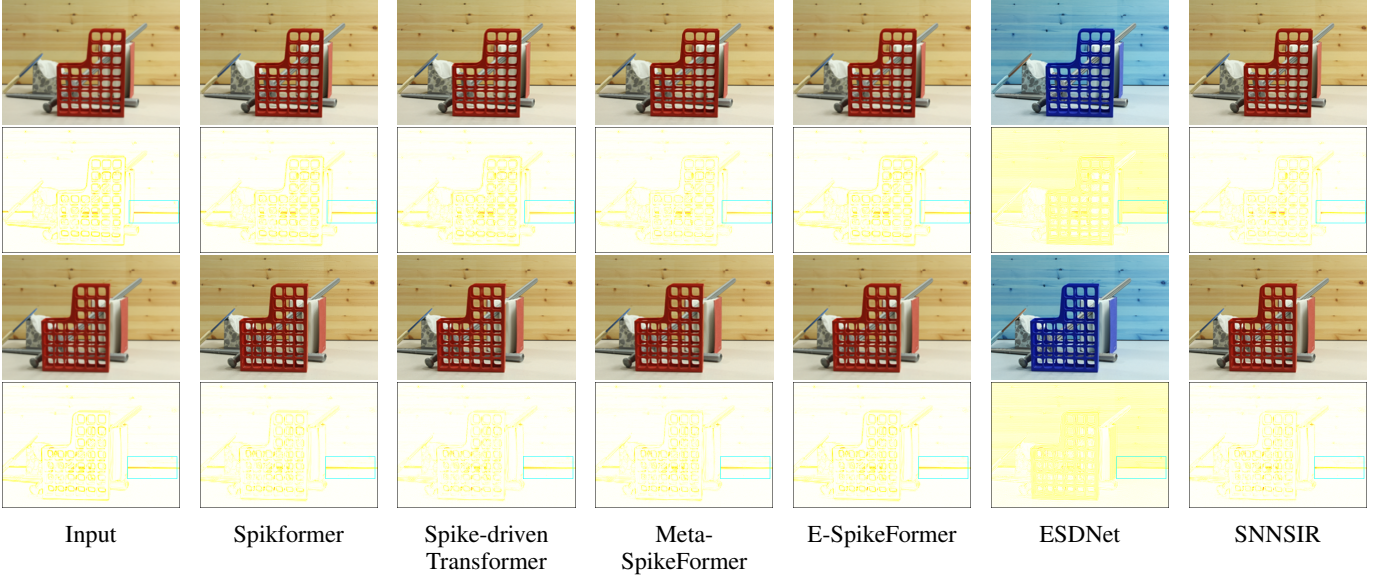 Input
Spikformer
Spike-driven
Transformer
Meta-
SpikeFormer
E-SpikeFormer
ESDNet
SNNSIR